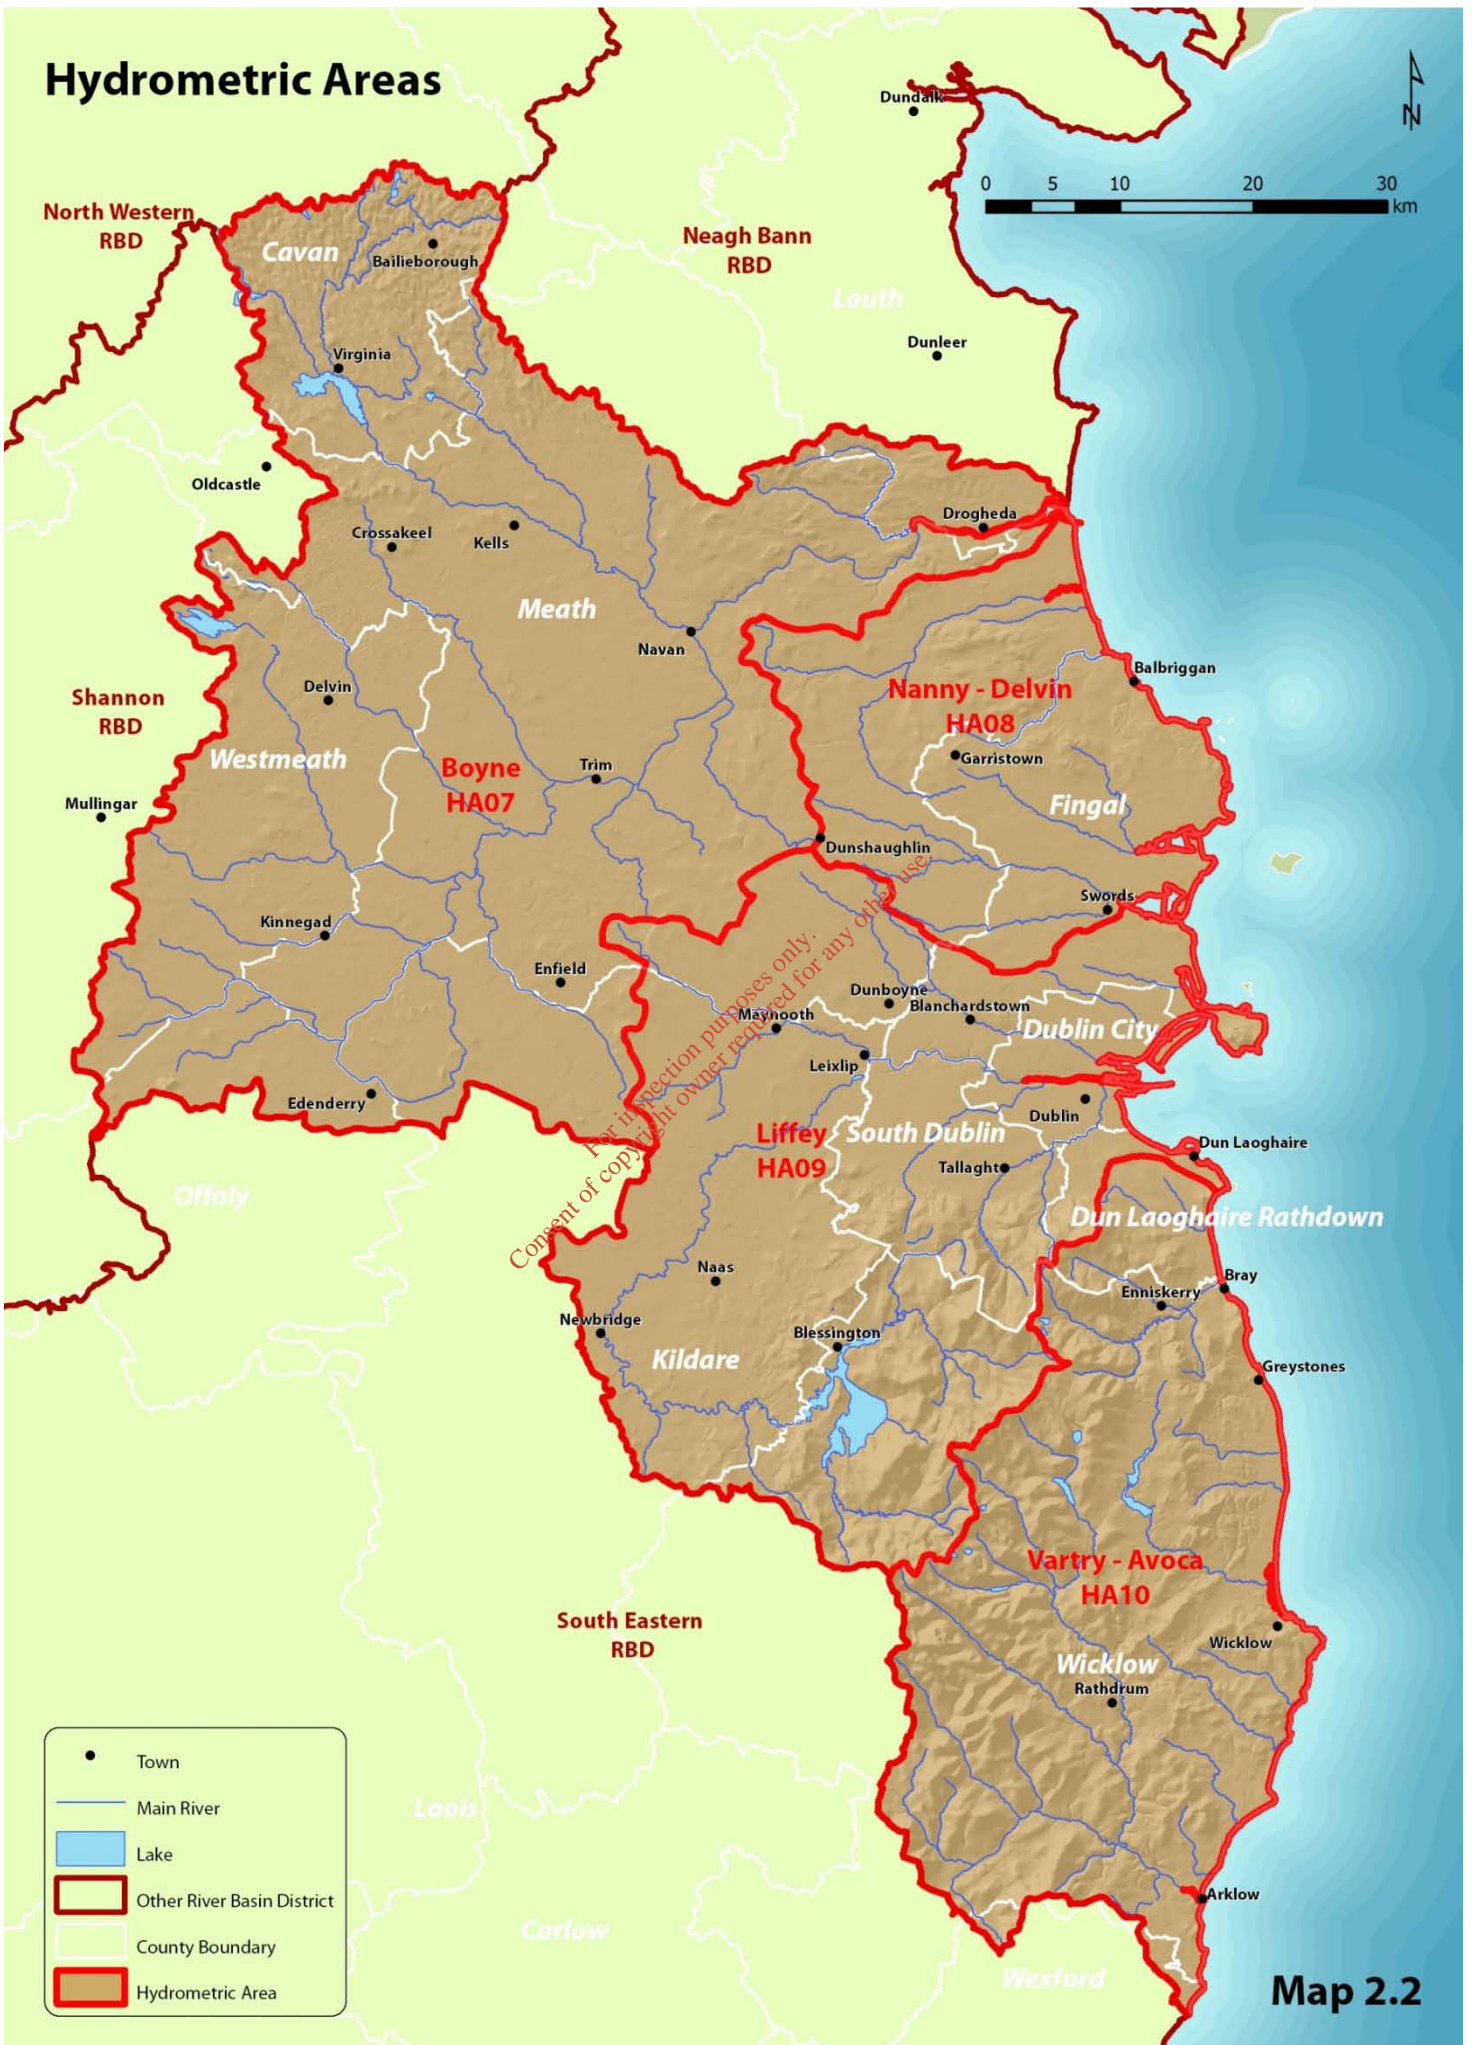 Hydrometric Areas
Dundalk
N
0 5 10 20 30
km
North Western
RBD
Neagh Bann
RBD
Cavan
Bailieborough
Louth
Dunleer
Virginia
Oldcastle
Drogheda
Crossakeel
Kells
Meath
Navan
Balbriggan
Nanny - Delvin
HA08
Delvin
Shannon
RBD
Westmeath
Garristown
Boyne
HA07
Trim
Fingal
Mullingar
Dunshaughlin
Swords
Kinnegad
Enfield
Dunboyne
Blanchardstown
Maynooth
Dublin City
Leixlip
Edenderry
Dublin
Liffey
HA09
South Dublin
Dun Laoghaire
Tallaght
For inspection purposes only.
Consent of copyright owner required for any other use.
Offaly
Dun Laoghaire Rathdown
Naas
Bray
Enniskerry
Newbridge
Blessington
Kildare
Greystones
Vartry - Avoca
HA10
South Eastern
RBD
Wicklow
Wicklow
Rathdrum
Laois
Arklow
Carlow
Wexford
Town
Main River
Lake
Other River Basin District
County Boundary
Hydrometric Area
Map 2.2